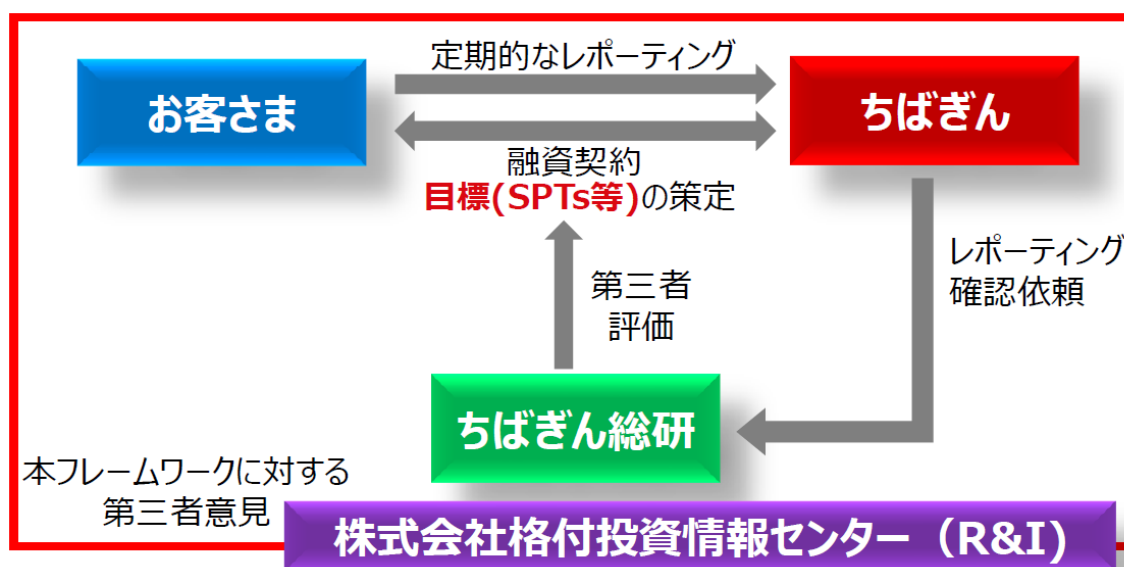 定期的なレポーティング
お客さま
ちばぎん
融資契約
目標(SPTs等)の策定
レポーティング
確認依頼
第三者
評価
ちばぎん総研
本フレームワークに対する
第三者意見
株式会社格付投資情報センター（R&I）